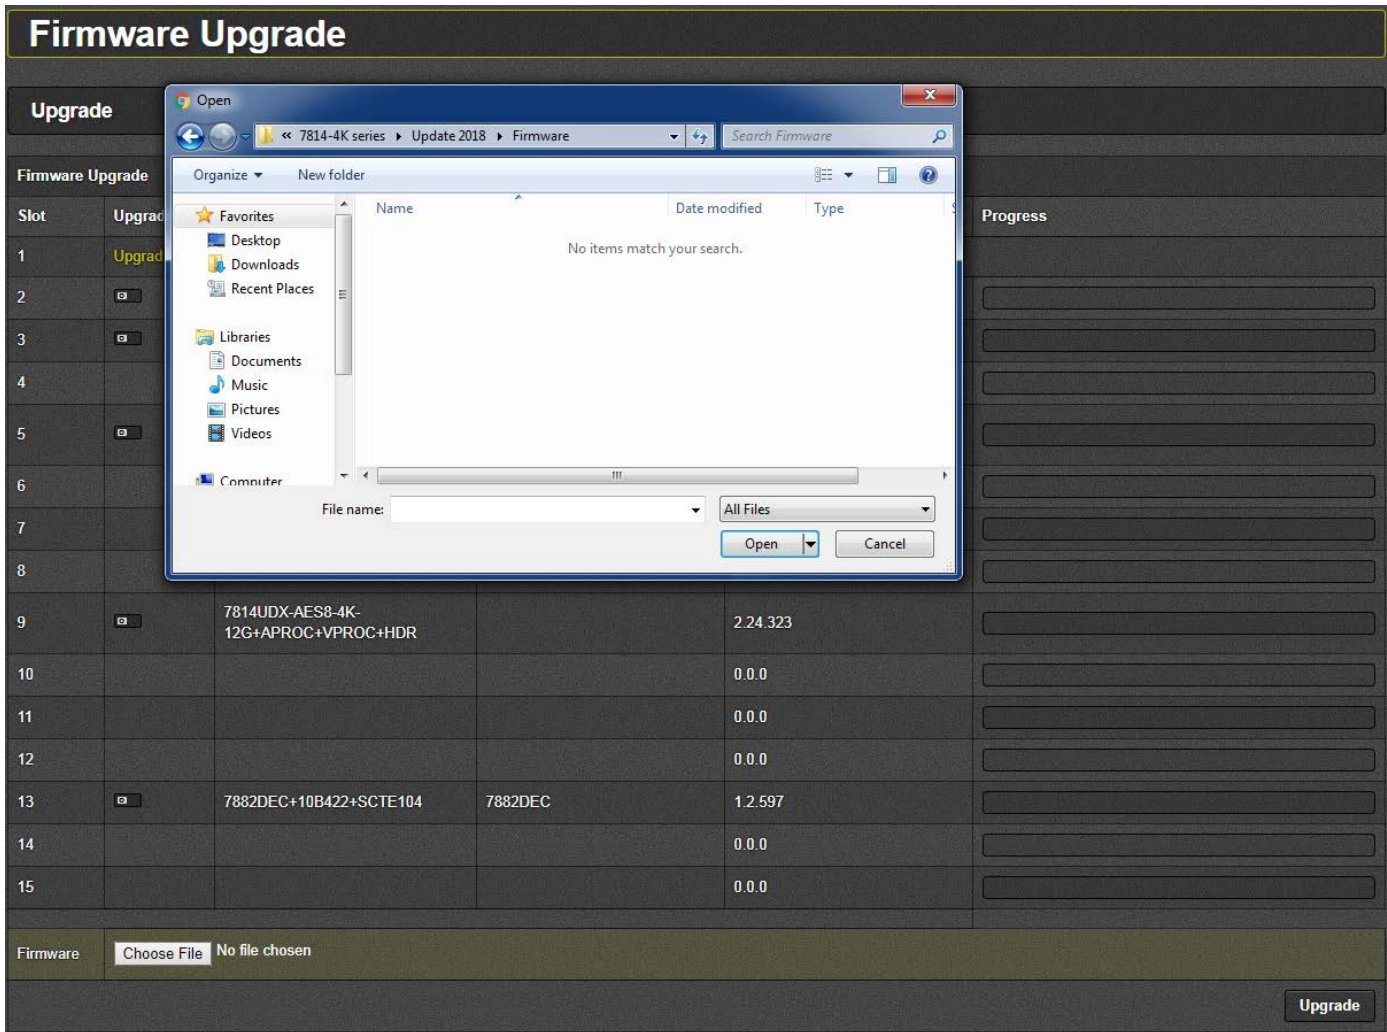 Firmware Upgrade
Upgrade
Open
« 7814-4K series Update 2018 Firmware
Search Firmware
Organize
New folder
Firmware Upgrade
Slot
Upgrad
Name
Date modified
Type
Progress
Favorites
Desktop
Downloads
Recent Places
Libraries
Documents
Music
Pictures
Videos
Computer
No items match your search.
File name:
All Files
Open
Cancel
1
Upgrad
2
3
4
5
6
7
8
9
7814UDX-AES8-4K-
12G+APROC+VPROC+HDR
2.24.323
10
0.0.0
11
0.0.0
12
0.0.0
13
7882DEC+10B422+SCTE104
7882DEC
1.2.597
14
0.0.0
15
0.0.0
Firmware
Choose File
No file chosen
Upgrade